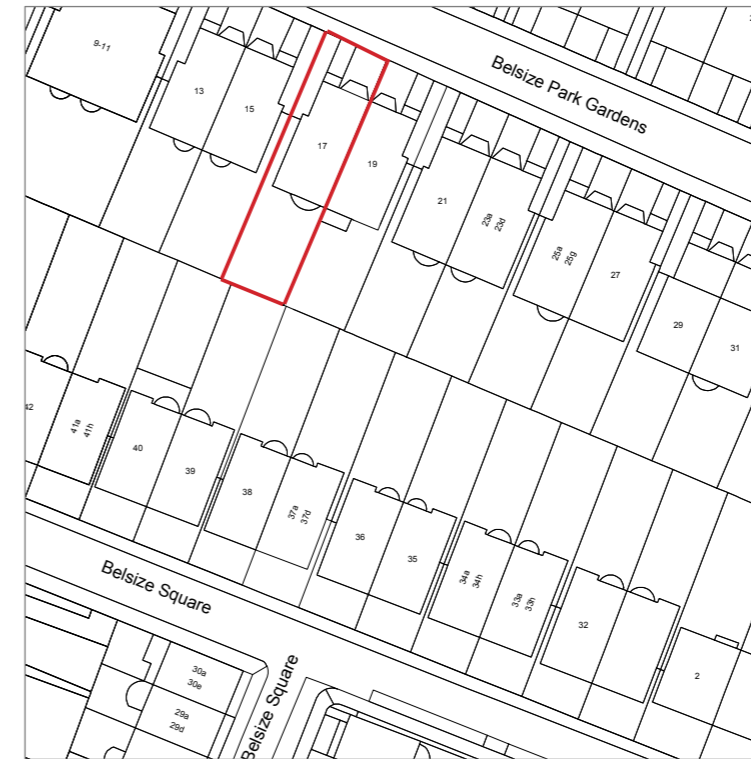 9-11
Belsize Park Gardens
13
15
17
19
21
23a
23d
25a
25g
27
29
31
42
41a
41h
40
39
38
37a
37d
36
35
34a
34h
33a
33h
32
2
Belsize Square
30a
30e
29a
29d
Belsize Square